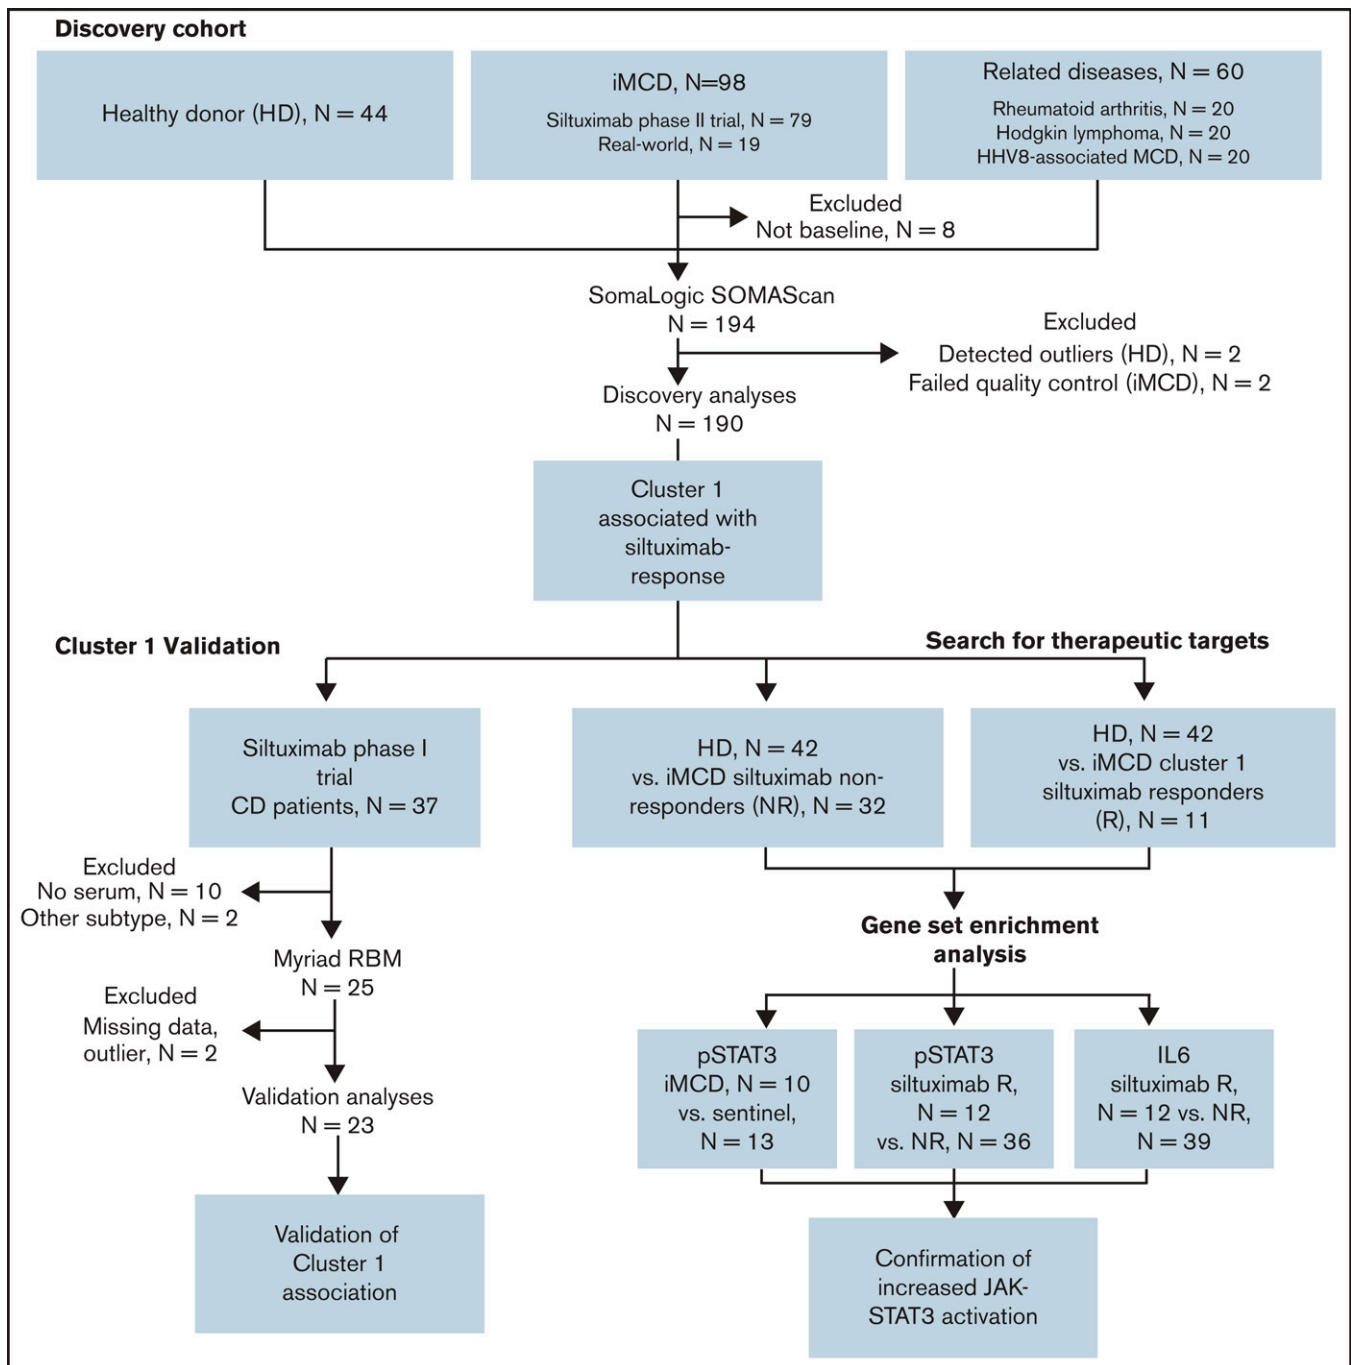 Discovery cohort
Healthy donor (HD), N = 44
iMCD, N=98
Siltuximab phase II trial, N = 79
Real-world, N = 19
Related diseases, N = 60
Rheumatoid arthritis, N = 20
Hodgkin lymphoma, N = 20
HHV8-associated MCD, N = 20
Excluded
Not baseline, N = 8
SomaLogic SOMAScan
N = 194
Excluded
Detected outliers (HD), N = 2
Failed quality control (iMCD), N = 2
Discovery analyses
N = 190
Cluster 1
associated with
siltuximab-
response
Cluster 1 Validation
Search for therapeutic targets
Siltuximab phase I
trial
CD patients, N = 37
HD, N = 42
vs. iMCD siltuximab non-
responders (NR), N = 32
HD, N = 42
vs. iMCD cluster 1
siltuximab responders
(R), N = 11
Excluded
No serum, N = 10
Other subtype, N = 2
Myriad RBM
N = 25
Excluded
Missing data,
outlier, N = 2
Validation analyses
N = 23
Validation of
Cluster 1
association
Gene set enrichment
analysis
pSTAT3
iMCD, N = 10
vs. sentinel,
N = 13
pSTAT3
siltuximab R,
N = 12
vs. NR, N = 36
IL6
siltuximab R,
N = 12 vs. NR,
N = 39
Confirmation of
increased JAK-
STAT3 activation